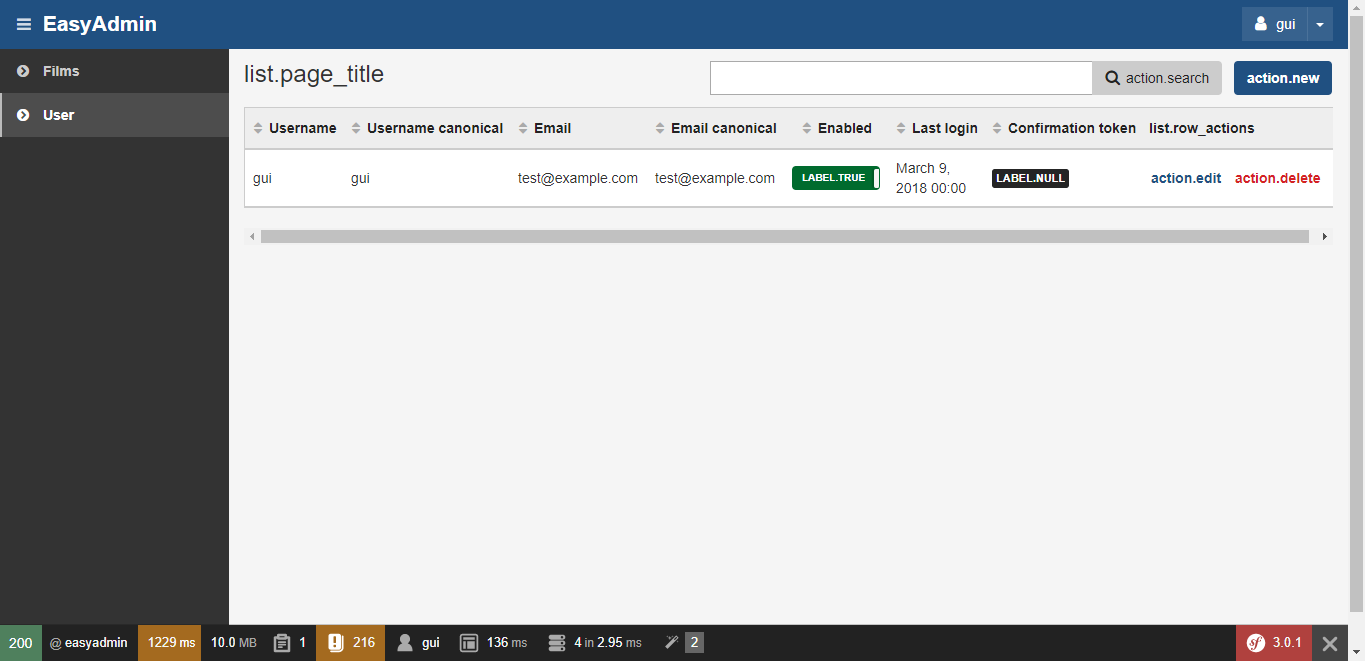 EasyAdmin
gui
Films
User
list.page_title
action.search
action.new
Username Username canonical Email Email canonical Enabled Last login Confirmation token list.row_actions
gui gui test@example.com test@example.com LABEL.TRUE March 9, 2018 00:00 LABEL.NULL action.edit action.delete
200 @ easyadmin 1229 ms 10.0 MB 1 216 gui 136 ms 4 in 2.95 ms 2 sf 3.0.1